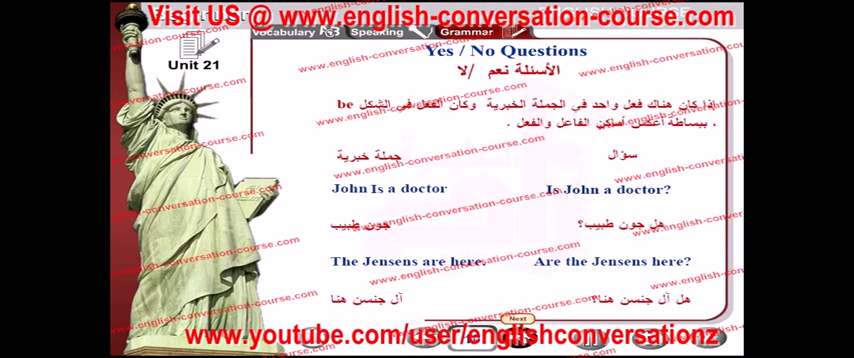 Visit US @ www.english-conversation-course.com
Vocabulary Speaking Grammar
Unit 21
Yes / No Questions
الأسئلة نعم /لا
إذا كان هناك فعل واحد في الجملة الخبرية وكان الفعل في الشكل be
، ببساطة أعكس أماكن الفاعل والفعل .
جملة خبرية سؤال
John Is a doctor Is John a doctor?
جون طبيب هل جون طبيب؟
The Jensens are here. Are the Jensens here?
آل جنسن هنا هل آل جنسن هنا؟
Next
www.youtube.com/user/englishconversationz